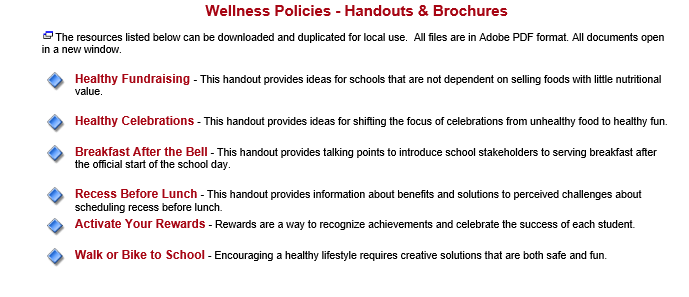 Wellness Policies - Handouts & Brochures
The resources listed below can be downloaded and duplicated for local use.  All files are in Adobe PDF format. All documents open
in a new window.
Healthy Fundraising - This handout provides ideas for schools that are not dependent on selling foods with little nutritional
value.
Healthy Celebrations - This handout provides ideas for shifting the focus of celebrations from unhealthy food to healthy fun.
Breakfast After the Bell - This handout provides talking points to introduce school stakeholders to serving breakfast after
the official start of the school day.
Recess Before Lunch - This handout provides information about benefits and solutions to perceived challenges about
scheduling recess before lunch.
Activate Your Rewards - Rewards are a way to recognize achievements and celebrate the success of each student.
Walk or Bike to School - Encouraging a healthy lifestyle requires creative solutions that are both safe and fun.